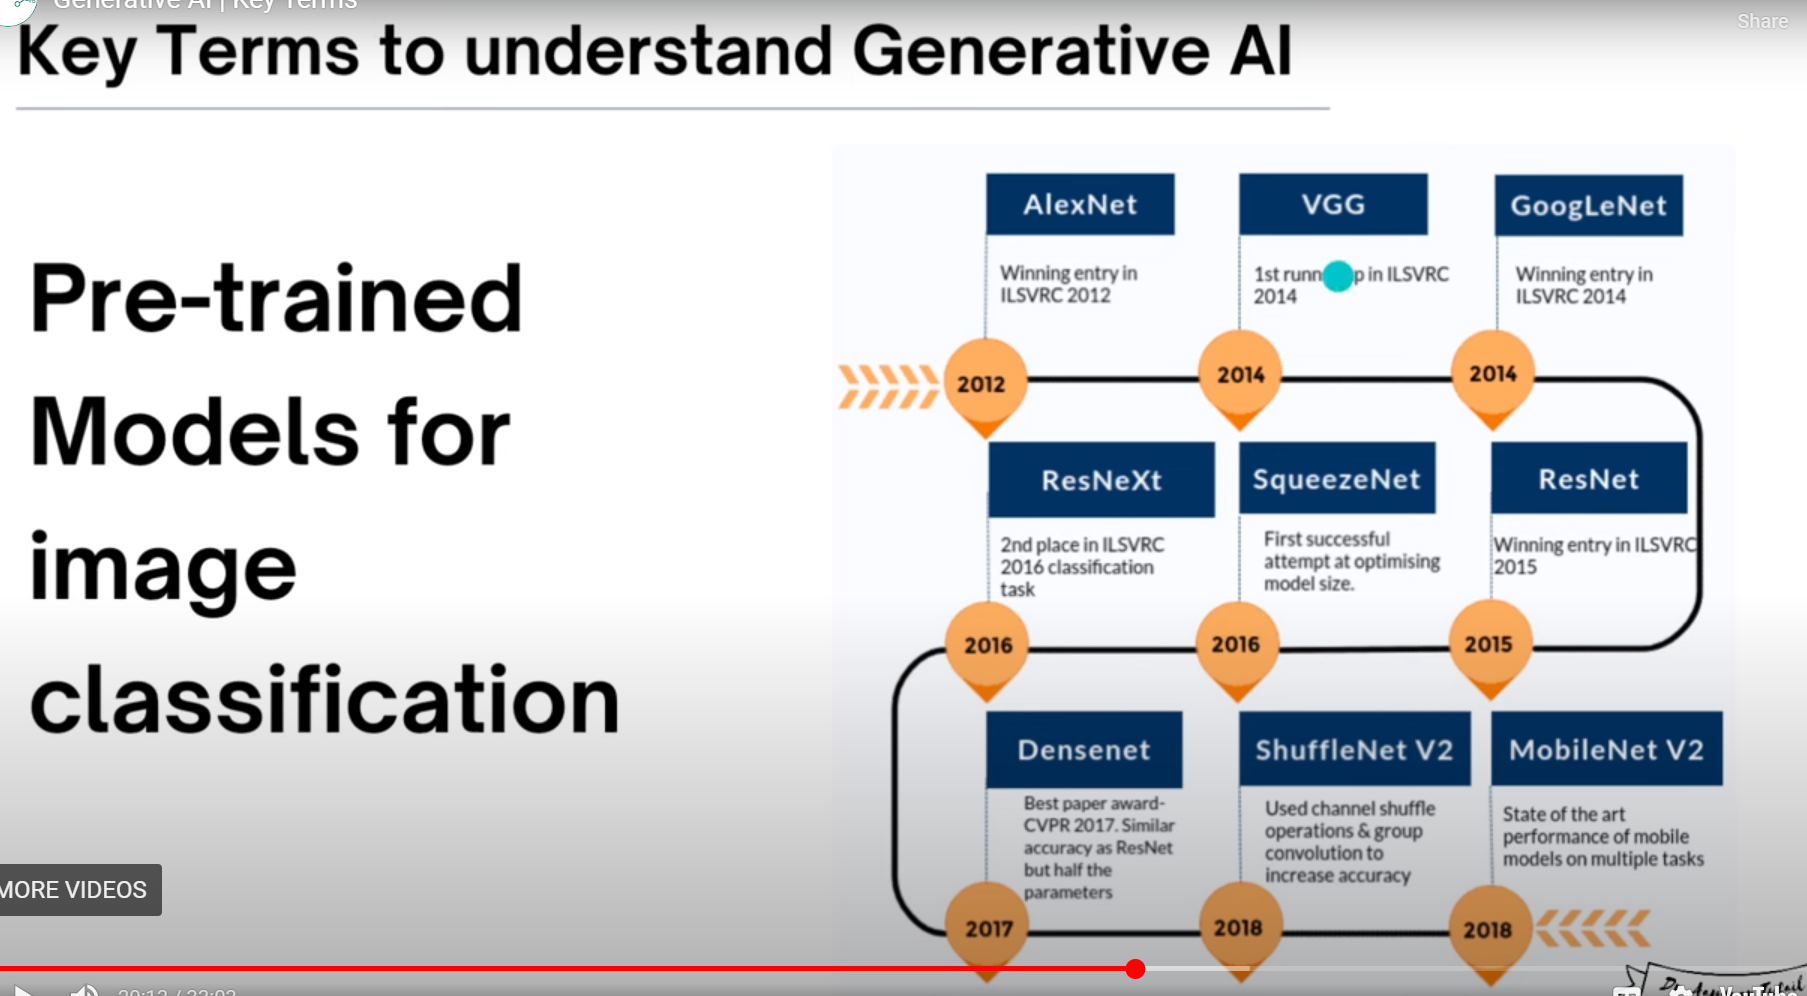 Generative AI | Key Terms
Share
Key Terms to understand Generative AI
Pre-trained
Models for
image
classification
AlexNet
Winning entry in
ILSVRC 2012
2012
VGG
1st runn p in ILSVRC
2014
2014
GoogLeNet
Winning entry in
ILSVRC 2014
2014
ResNeXt
2nd place in ILSVRC
2016 classification
task
2016
SqueezeNet
First successful
attempt at optimising
model size.
2016
ResNet
Winning entry in ILSVRC
2015
2015
Densenet
Best paper award-
CVPR 2017. Similar
accuracy as ResNet
but half the
parameters
2017
ShuffleNet V2
Used channel shuffle
operations & group
convolution to
increase accuracy
2018
MobileNet V2
State of the art
performance of mobile
models on multiple tasks
2018
MORE VIDEOS
YouTube